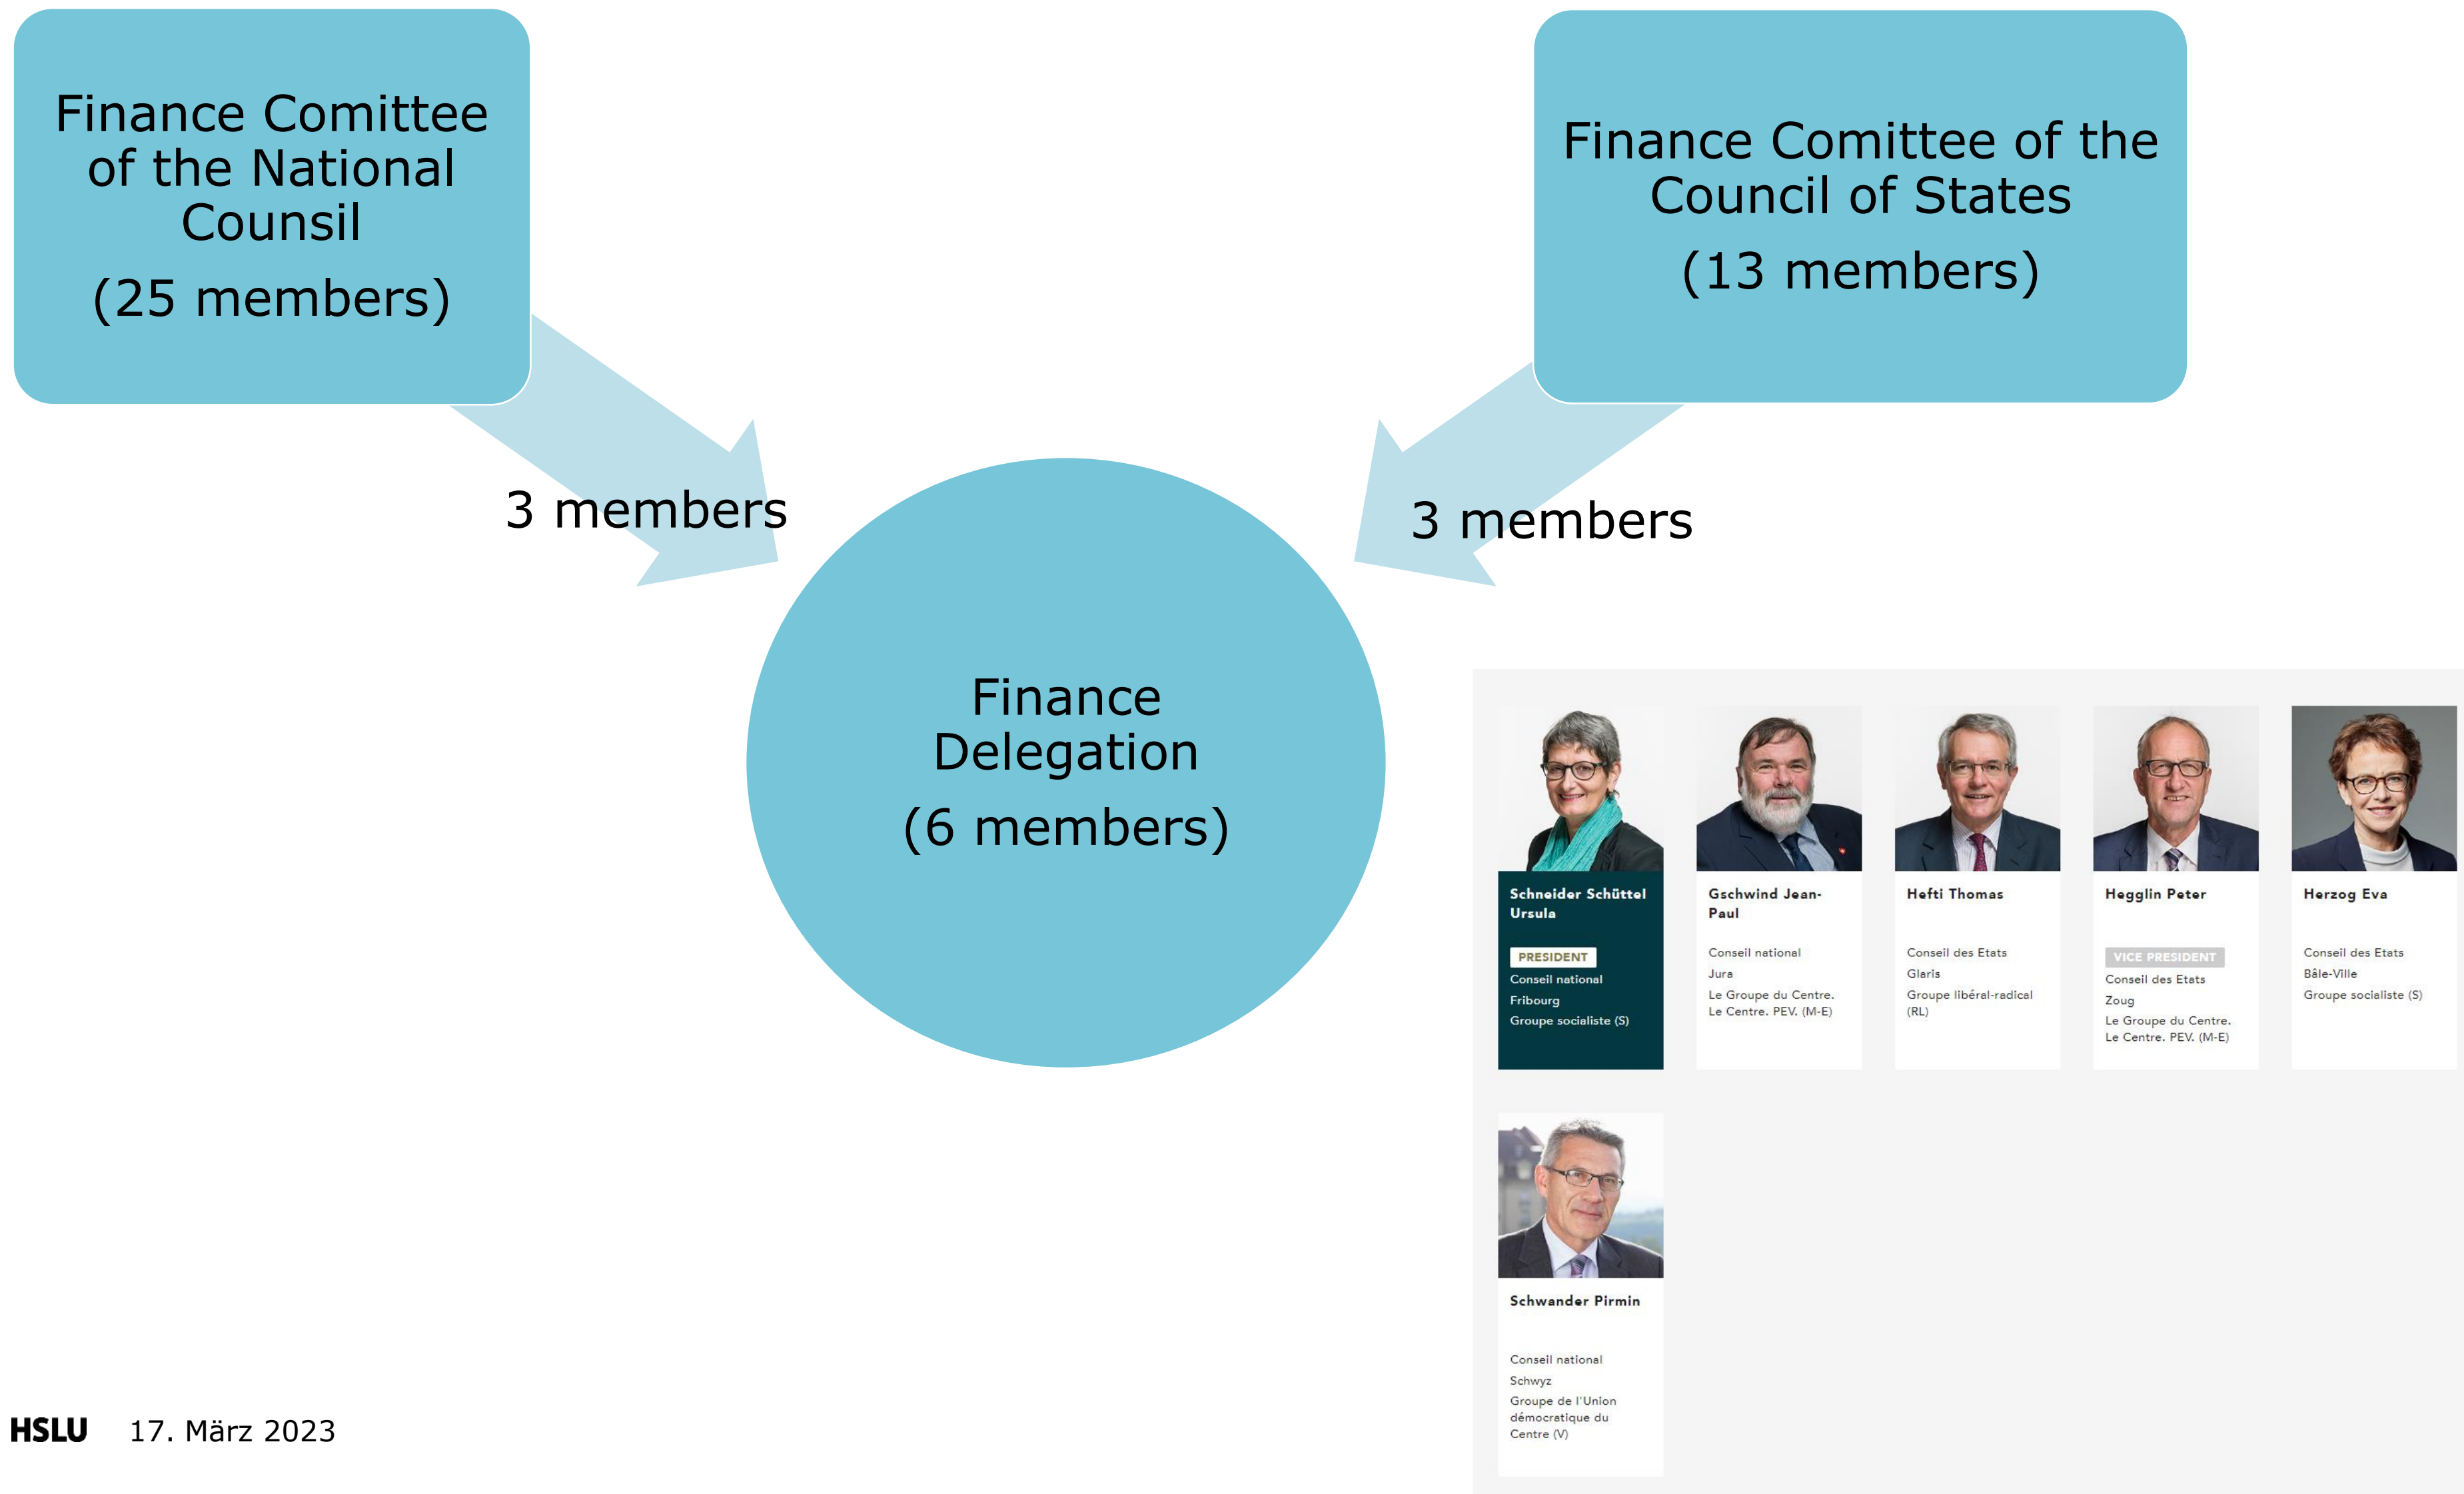 Finance Comittee
of the National
Counsil
(25 members)
Finance Comittee of the
Council of States
(13 members)
3 members
3 members
Finance
Delegation
(6 members)
Schneider Schüttel
Ursula
PRESIDENT
Conseil national
Fribourg
Groupe socialiste (S)
Gschwind Jean-
Paul
Conseil national
Jura
Le Groupe du Centre.
Le Centre. PEV. (M-E)
Hefti Thomas
Conseil des Etats
Glaris
Groupe libéral-radical
(RL)
Hegglin Peter
VICE PRESIDENT
Conseil des Etats
Zoug
Le Groupe du Centre.
Le Centre. PEV. (M-E)
Herzog Eva
Conseil des Etats
Bâle-Ville
Groupe socialiste (S)
Schwander Pirmin
Conseil national
Schwyz
Groupe de l'Union
démocratique du
Centre (V)
HSLU 17. März 2023